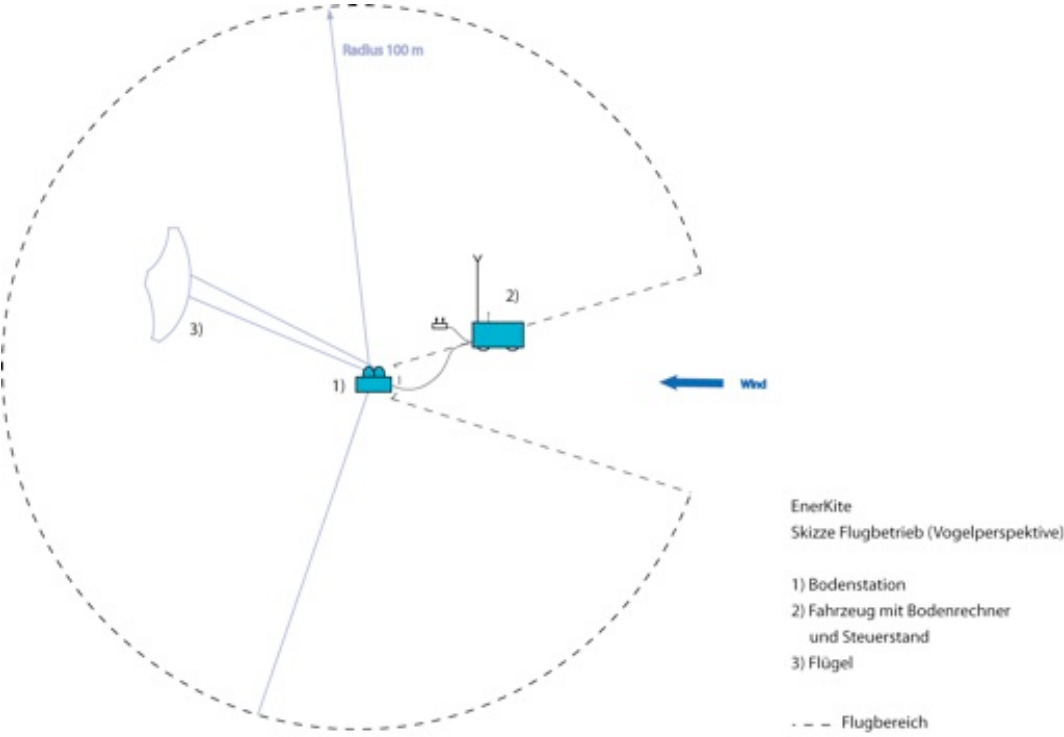 Radius 100 m
2)
3)
1)
Wind
EnerKite
Skizze Flugbetrieb (Vogelperspektive)
1) Bodenstation
2) Fahrzeug mit Bodenrechner
und Steuerstand
3) Flügel
Flugbereich